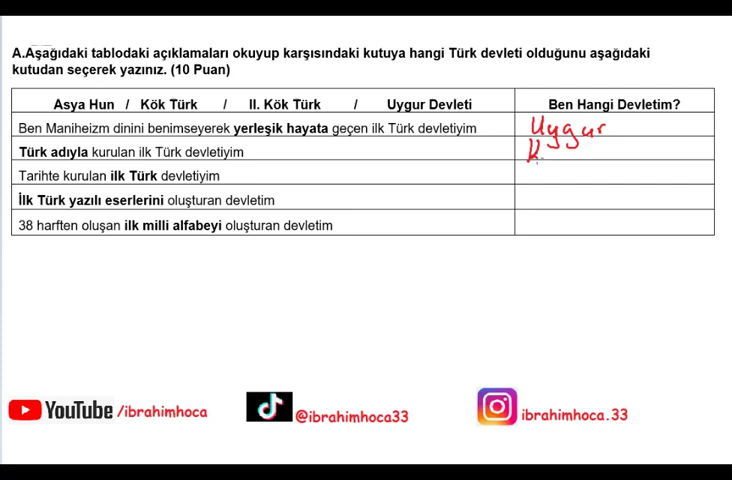 A.Aşağıdaki tablodaki açıklamaları okuyup karşısındaki kutuya hangi Türk devleti olduğunu aşağıdaki
kutudan seçerek yazınız. (10 Puan)
Asya Hun / Kök Türk / II. Kök Türk / Uygur Devleti Ben Hangi Devletim?
Ben Maniheizm dinini benimseyerek yerleşik hayata geçen ilk Türk devletiyim Uygur
Türk adıyla kurulan ilk Türk devletiyim
Tarihte kurulan ilk Türk devletiyim
İlk Türk yazılı eserlerini oluşturan devletim
38 harften oluşan ilk milli alfabeyi oluşturan devletim
YouTube /ibrahimhoca @ibrahimhoca33 ibrahimhoca.33